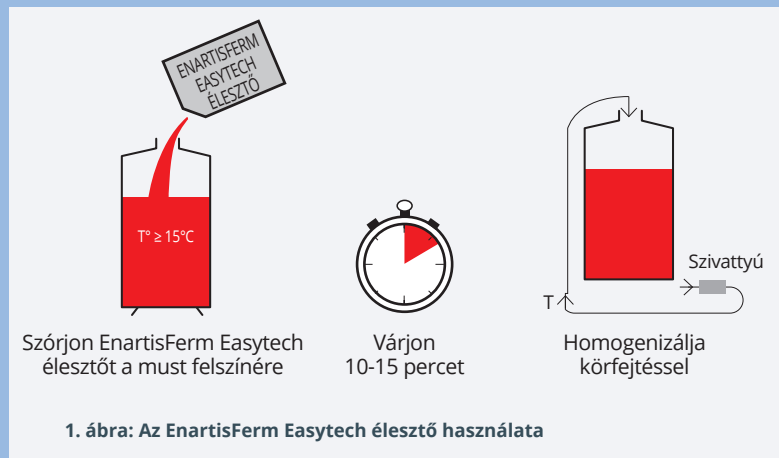 ENARTISFERM
EASYTECH
ÉLESZTŐ
T° ≥ 15°C
Szórjon EnartisFerm Easytech
élesztőt a must felszínére
Várjon
10-15 percet
Szivattyú
T
Homogenizálja
körfejtéssel
1. ábra: Az EnartisFerm Easytech élesztő használata